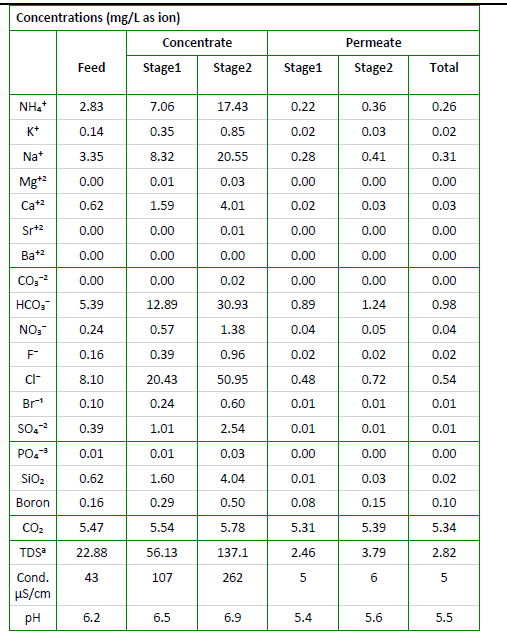 Concentrations (mg/L as ion)
Concentrate Permeate
Feed Stage1 Stage2 Stage1 Stage2 Total
NH₄⁺ 2.83 7.06 17.43 0.22 0.36 0.26
K⁺ 0.14 0.35 0.85 0.02 0.03 0.02
Na⁺ 3.35 8.32 20.55 0.28 0.41 0.31
Mg⁺² 0.00 0.01 0.03 0.00 0.00 0.00
Ca⁺² 0.62 1.59 4.01 0.02 0.03 0.03
Sr⁺² 0.00 0.00 0.01 0.00 0.00 0.00
Ba⁺² 0.00 0.00 0.00 0.00 0.00 0.00
CO₃⁻² 0.00 0.00 0.02 0.00 0.00 0.00
HCO₃⁻ 5.39 12.89 30.93 0.89 1.24 0.98
NO₃⁻ 0.24 0.57 1.38 0.04 0.05 0.04
F⁻ 0.16 0.39 0.96 0.02 0.02 0.02
Cl⁻ 8.10 20.43 50.95 0.48 0.72 0.54
Br⁻¹ 0.10 0.24 0.60 0.01 0.01 0.01
SO₄⁻² 0.39 1.01 2.54 0.01 0.01 0.01
PO₄⁻³ 0.01 0.01 0.03 0.00 0.00 0.00
SiO₂ 0.62 1.60 4.04 0.01 0.03 0.02
Boron 0.16 0.29 0.50 0.08 0.15 0.10
CO₂ 5.47 5.54 5.78 5.31 5.39 5.34
TDSᵃ 22.88 56.13 137.1 2.46 3.79 2.82
Cond. 43 107 262 5 6 5
µS/cm
pH 6.2 6.5 6.9 5.4 5.6 5.5